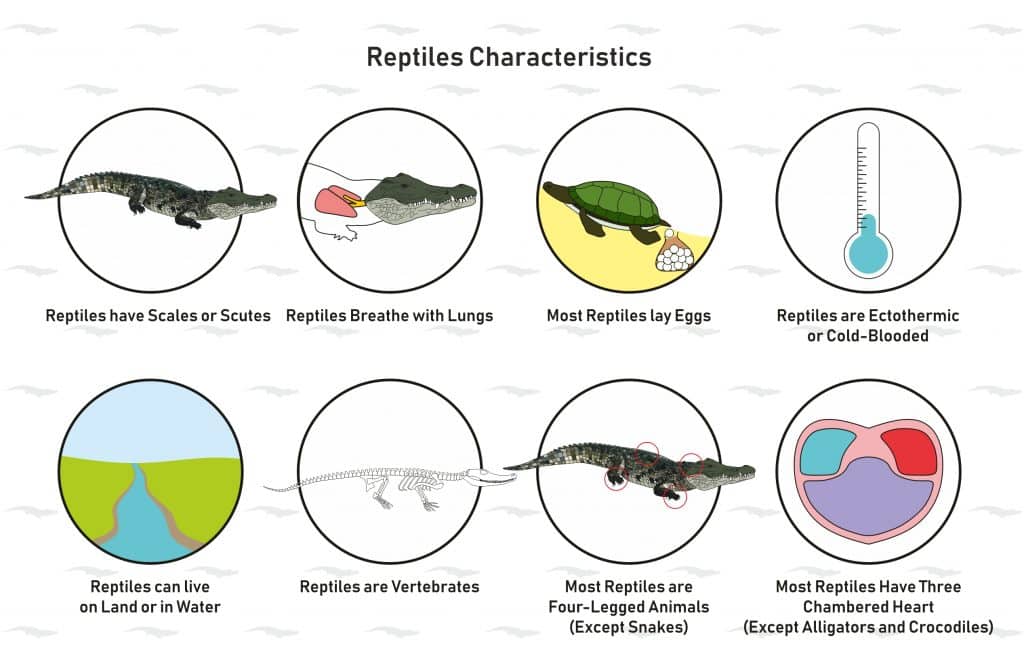 Reptiles Characteristics
Reptiles have Scales or Scutes
Reptiles Breathe with Lungs
Most Reptiles lay Eggs
Reptiles are Ectothermic
or Cold-Blooded
Reptiles can live
on Land or in Water
Reptiles are Vertebrates
Most Reptiles are
Four-Legged Animals
(Except Snakes)
Most Reptiles Have Three
Chambered Heart
(Except Alligators and Crocodiles)